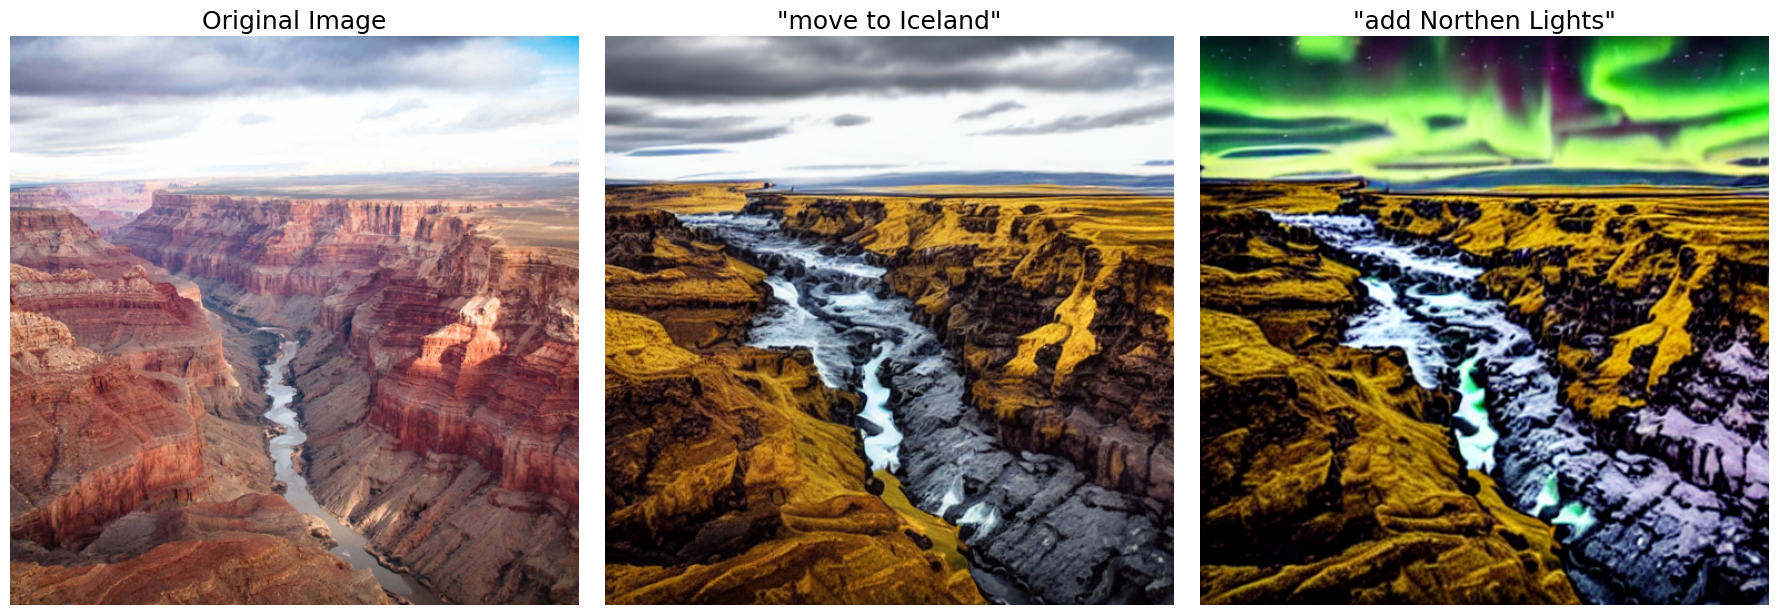 Original Image
"move to Iceland"
"add Northen Lights"